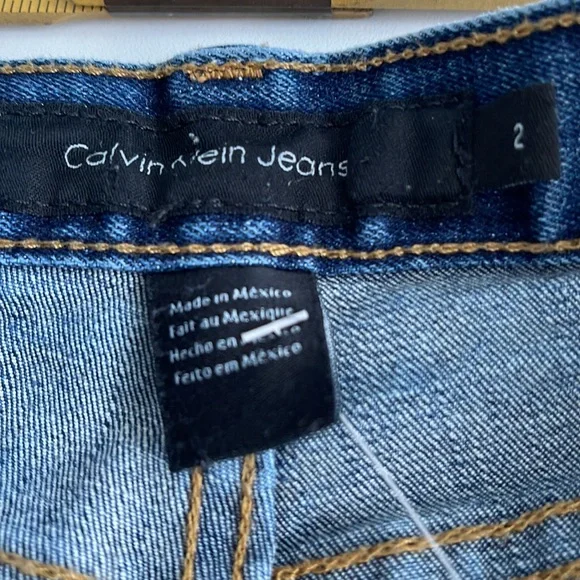 Calvin Klein Jeans
2
Made in México
Fait au Mexique
Hecho en
Feito em México